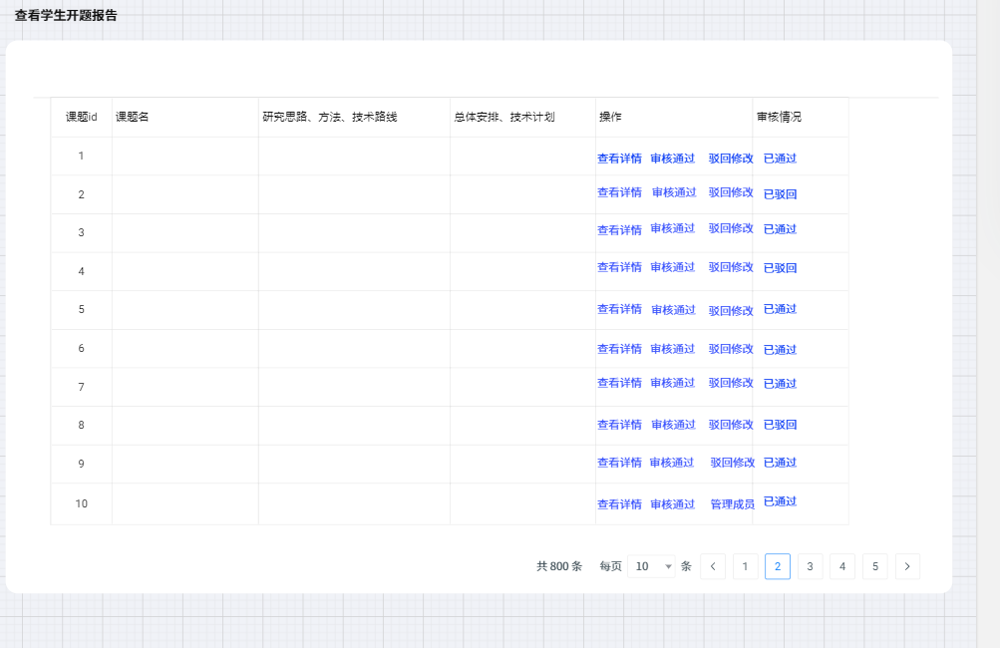 查看学生开题报告
课题id 课题名 研究思路、方法、技术路线 总体安排、技术计划 操作 审核情况
1 查看详情 审核通过 驳回修改 已通过
2 查看详情 审核通过 驳回修改 已驳回
3 查看详情 审核通过 驳回修改 已通过
4 查看详情 审核通过 驳回修改 已驳回
5 查看详情 审核通过 驳回修改 已通过
6 查看详情 审核通过 驳回修改 已通过
7 查看详情 审核通过 驳回修改 已通过
8 查看详情 审核通过 驳回修改 已驳回
9 查看详情 审核通过 驳回修改 已通过
10 查看详情 审核通过 管理成员 已通过
共 800 条 每页 10 条 1 2 3 4 5